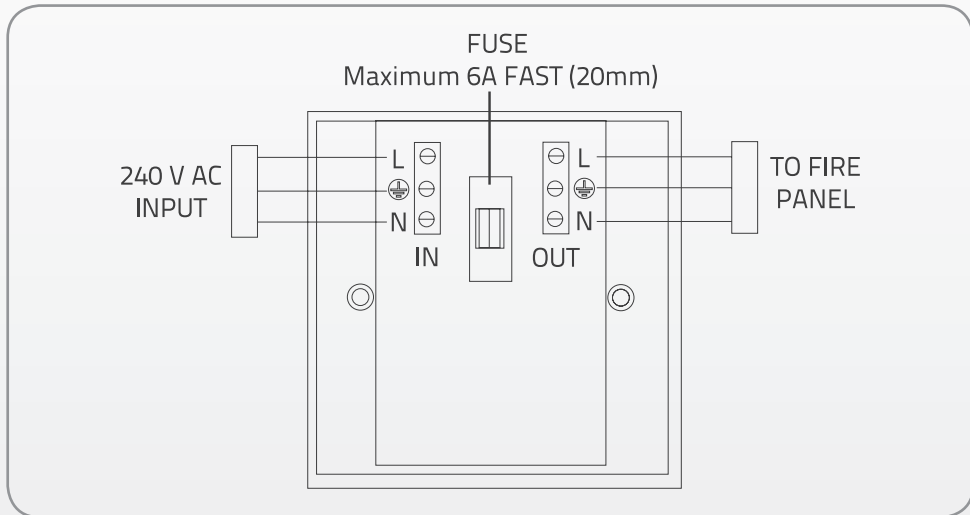 FUSE
Maximum 6A FAST (20mm)
240 V AC
INPUT
L
N
IN
L
N
OUT
TO FIRE
PANEL